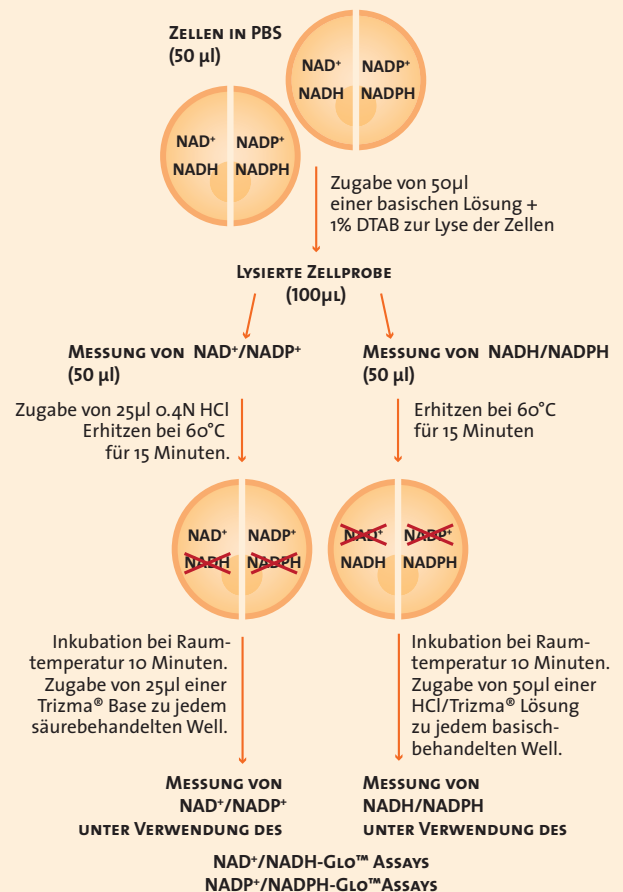 ZELLEN IN PBS
(50 µl)
NAD⁺ NADP⁺
NADH NADPH
NAD⁺ NADP⁺
NADH NADPH
Zugabe von 50µl
einer basischen Lösung +
1% DTAB zur Lyse der Zellen
LYSIERTE ZELLPROBE
(100µL)
MESSUNG VON NAD⁺/NADP⁺
(50 µl)
Zugabe von 25µl 0.4N HCl
Erhitzen bei 60°C
für 15 Minuten.
MESSUNG VON NADH/NADPH
(50 µl)
Erhitzen bei 60°C
für 15 Minuten
NAD⁺ NADP⁺
NADH NADPH
NAD⁺ NADP⁺
NADH NADPH
Inkubation bei Raum-
temperatur 10 Minuten.
Zugabe von 25µl einer
Trizma® Base zu jedem
säurebehandelten Well.
Inkubation bei Raum-
temperatur 10 Minuten.
Zugabe von 50µl einer
HCl/Trizma® Lösung
zu jedem basisch-
behandelten Well.
MESSUNG VON
NAD⁺/NADP⁺
UNTER VERWENDUNG DES
MESSUNG VON
NADH/NADPH
UNTER VERWENDUNG DES
NAD⁺/NADH-GLO™ ASSAYS
NADP⁺/NADPH-GLO™ASSAYS